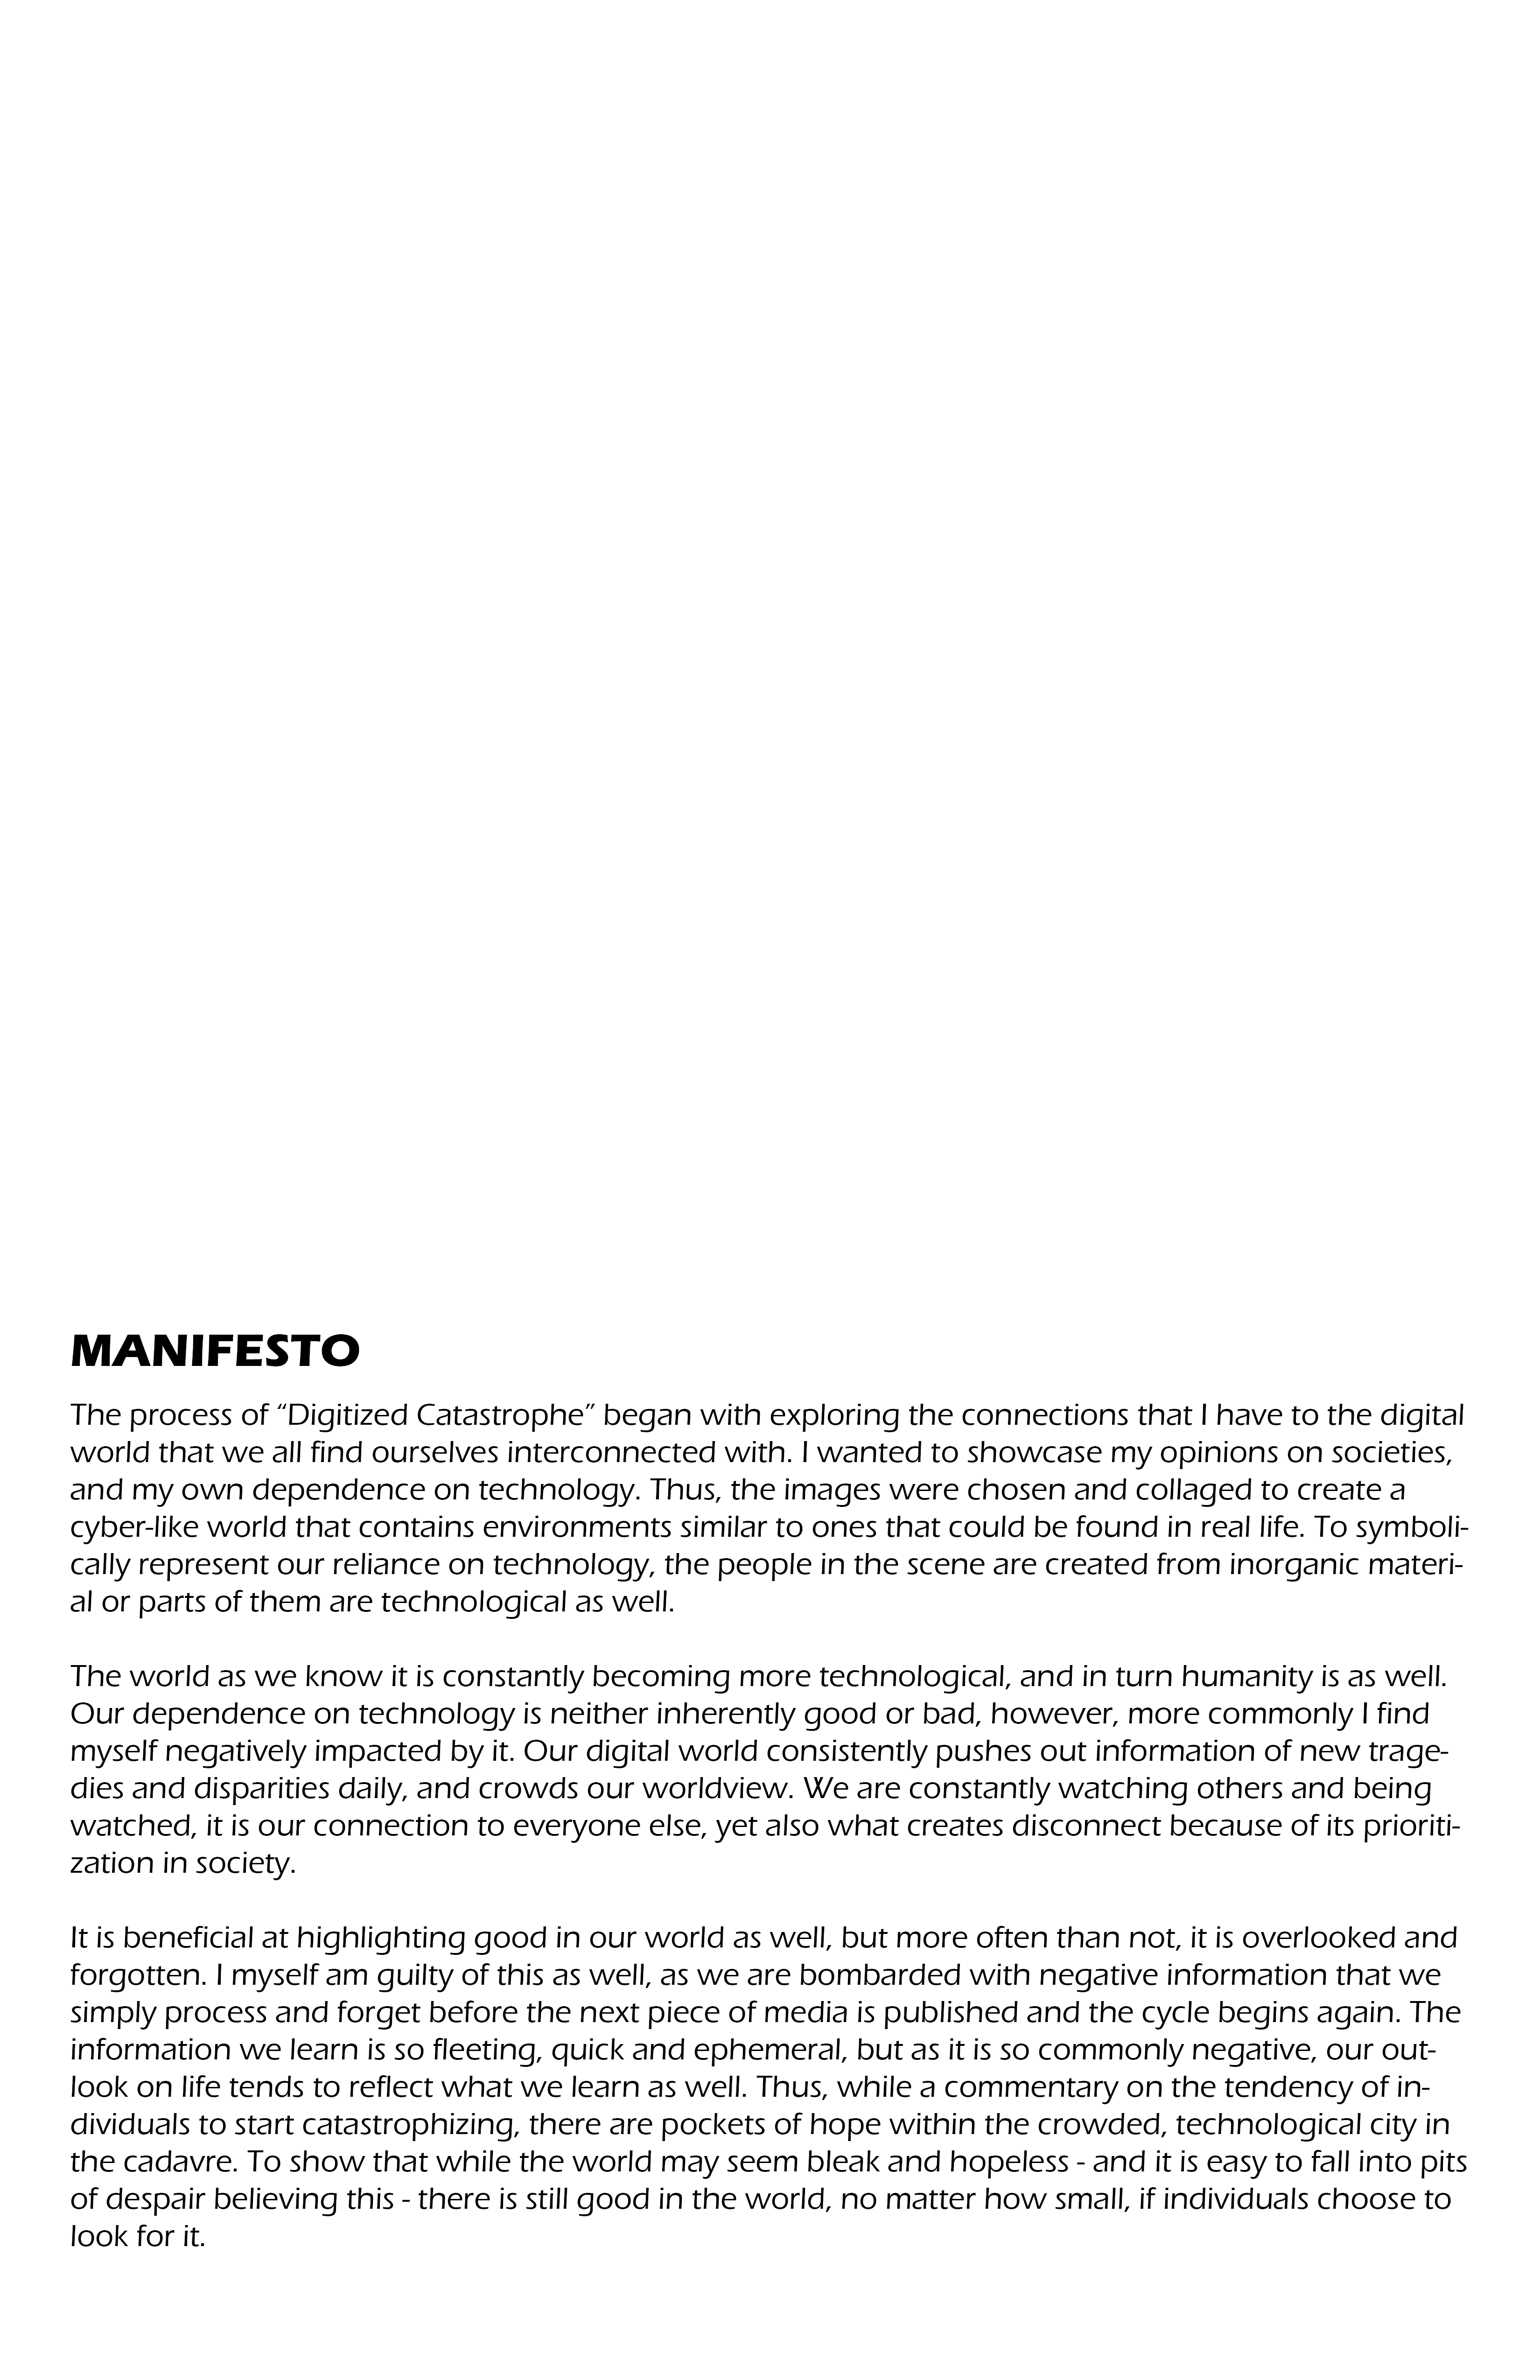 MANIFESTO
The process of “Digitized Catastrophe” began with exploring the connections that I have to the digital
world that we all find ourselves interconnected with. I wanted to showcase my opinions on societies,
and my own dependence on technology. Thus, the images were chosen and collaged to create a
cyber-like world that contains environments similar to ones that could be found in real life. To symboli-
cally represent our reliance on technology, the people in the scene are created from inorganic materi-
al or parts of them are technological as well.
The world as we know it is constantly becoming more technological, and in turn humanity is as well.
Our dependence on technology is neither inherently good or bad, however, more commonly I find
myself negatively impacted by it. Our digital world consistently pushes out information of new trage-
dies and disparities daily, and crowds our worldview. We are constantly watching others and being
watched, it is our connection to everyone else, yet also what creates disconnect because of its prioriti-
zation in society.
It is beneficial at highlighting good in our world as well, but more often than not, it is overlooked and
forgotten. I myself am guilty of this as well, as we are bombarded with negative information that we
simply process and forget before the next piece of media is published and the cycle begins again. The
information we learn is so fleeting, quick and ephemeral, but as it is so commonly negative, our out-
look on life tends to reflect what we learn as well. Thus, while a commentary on the tendency of in-
dividuals to start catastrophizing, there are pockets of hope within the crowded, technological city in
the cadavre. To show that while the world may seem bleak and hopeless - and it is easy to fall into pits
of despair believing this - there is still good in the world, no matter how small, if individuals choose to
look for it.